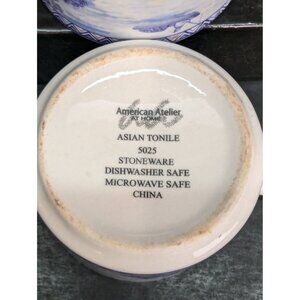 American Atelier
AT HOME
ASIAN TONILE
5025
STONEWARE
DISHWASHER SAFE
MICROWAVE SAFE
CHINA